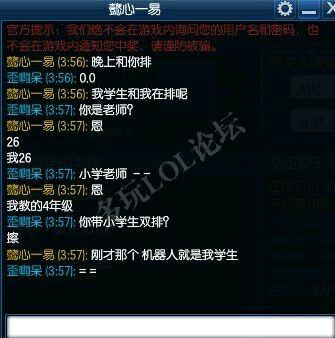 懿心一易
官方提示：我们绝不会在游戏内询问您的用户名和密码，也
不会在游戏内通知您中奖，请谨防被骗。
懿心一易 (3:56): 晚上和你排
歪啊呆 (3:56): 0.0
懿心一易 (3:56): 我学生和我在排呢
歪啊呆 (3:57): 你是老师?
懿心一易 (3:57): 恩
26
我26
歪啊呆 (3:57): 小学老师 －－
懿心一易 (3:57): 恩
我教的4年级
歪啊呆 (3:57): 你带小学生双排?
擦
懿心一易 (3:57): 刚才那个 机器人就是我学生
歪啊呆 (3:57): = =
多玩LOL论坛